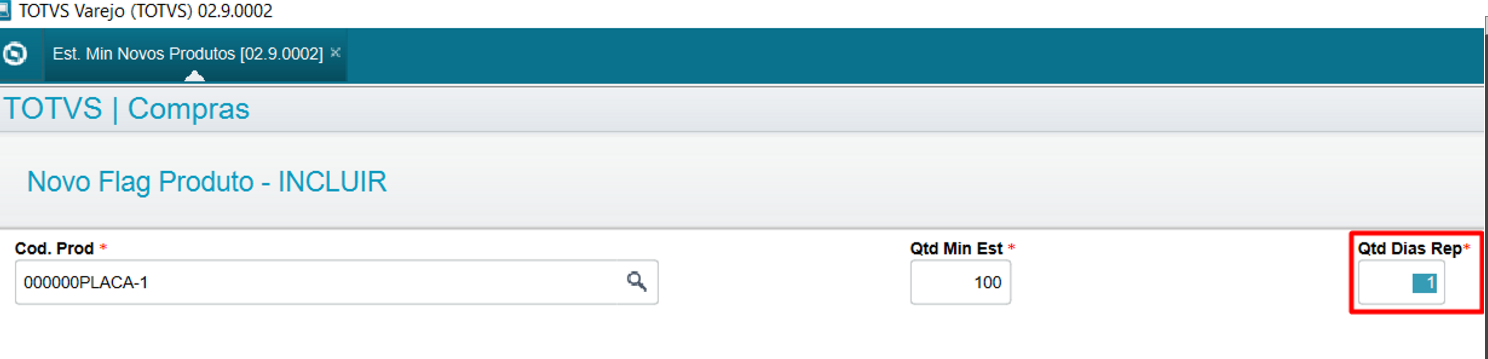 TOTVS Varejo (TOTVS) 02.9.0002
Est. Min Novos Produtos [02.9.0002] ×
TOTVS | Compras
Novo Flag Produto - INCLUIR
Cod. Prod * Qtd Min Est * Qtd Dias Rep*
000000PLACA-1 100 1